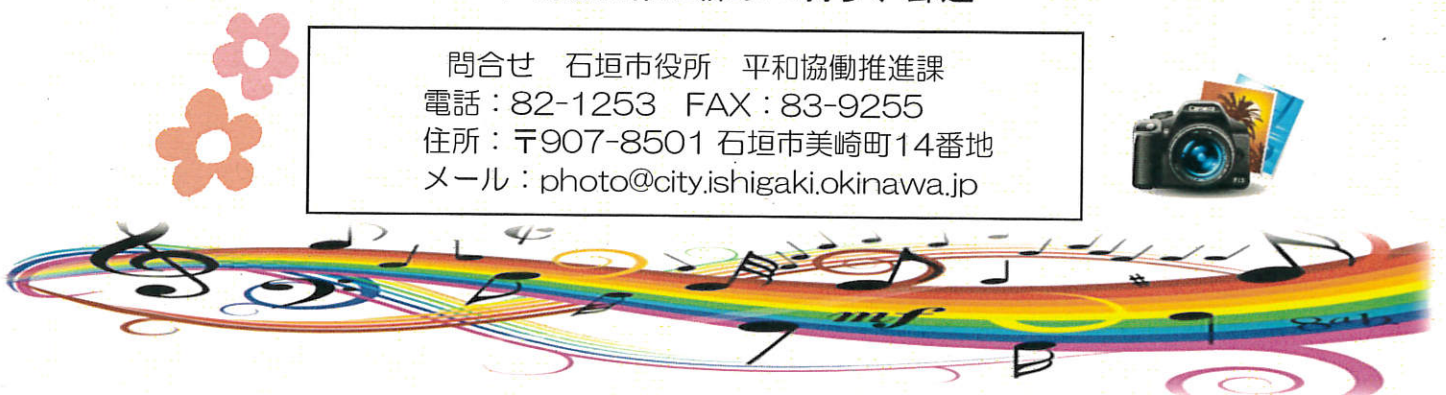 問合せ　石垣市役所　平和協働推進課
電話：82-1253　FAX：83-9255
住所：〒907-8501 石垣市美崎町14番地
メール：photo@city.ishigaki.okinawa.jp
mf